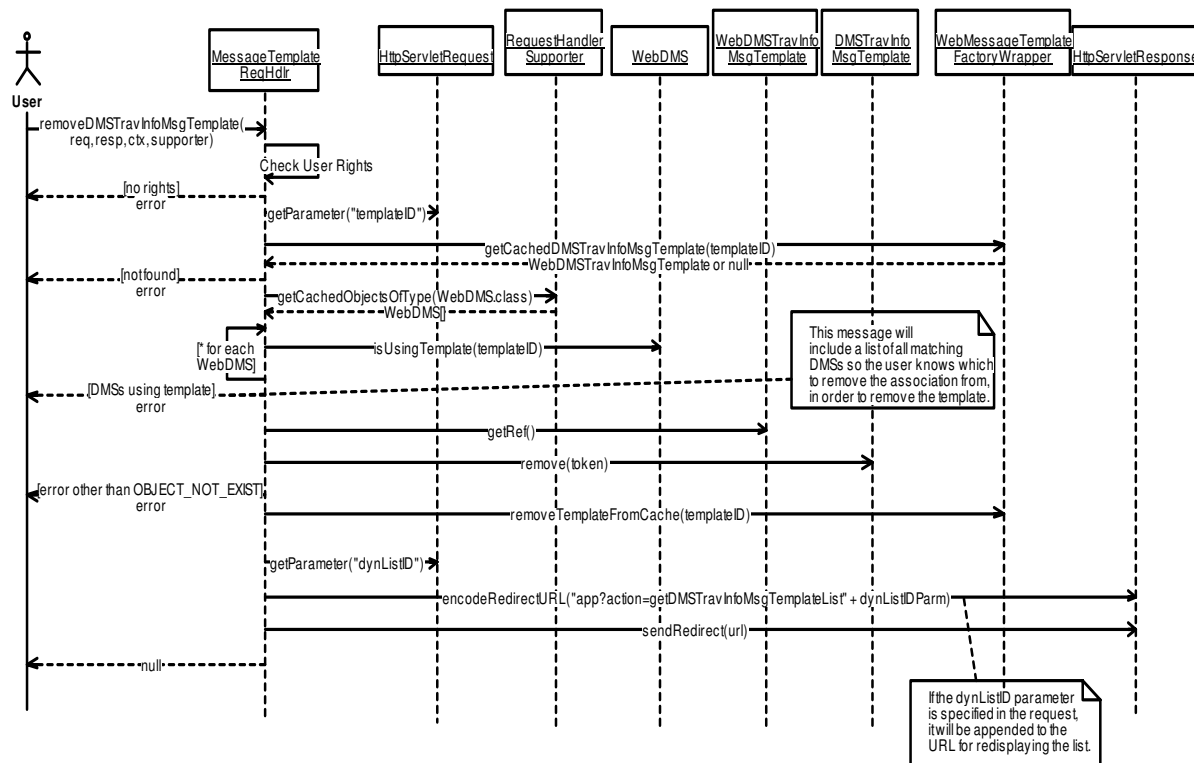 User
MessageTemplate
ReqHdlr
HttpServletRequest
RequestHandler
Supporter
WebDMS
WebDMSTravInfo
MsgTemplate
DMSTravInfo
MsgTemplate
WebMessageTemplate
FactoryWrapper
HttpServletResponse
removeDMSTravInfoMsgTemplate(
req,resp,ctx,supporter)
Check User Rights
[no rights]
error
getParameter("templateID")
getCachedDMSTravInfoMsgTemplate(templateID)
WebDMSTravInfoMsgTemplate or null
[notfound]
error
getCachedObjectsOfType(WebDMS.class)
WebDMS[]
[* for each
WebDMS]
isUsingTemplate(templateID)
This message will
include a list of all matching
DMSs so the user knows which
to remove the association from,
in order to remove the template.
[DMSs using template]
error
getRef()
remove(token)
[error other than OBJECT_NOT_EXIST]
error
removeTemplateFromCache(templateID)
getParameter("dynListID")
encodeRedirectURL("app?action=getDMSTravInfoMsgTemplateList" + dynListIDParm)
sendRedirect(url)
null
If the dynListID parameter
is specified in the request,
it will be appended to the
URL for redisplaying the list.